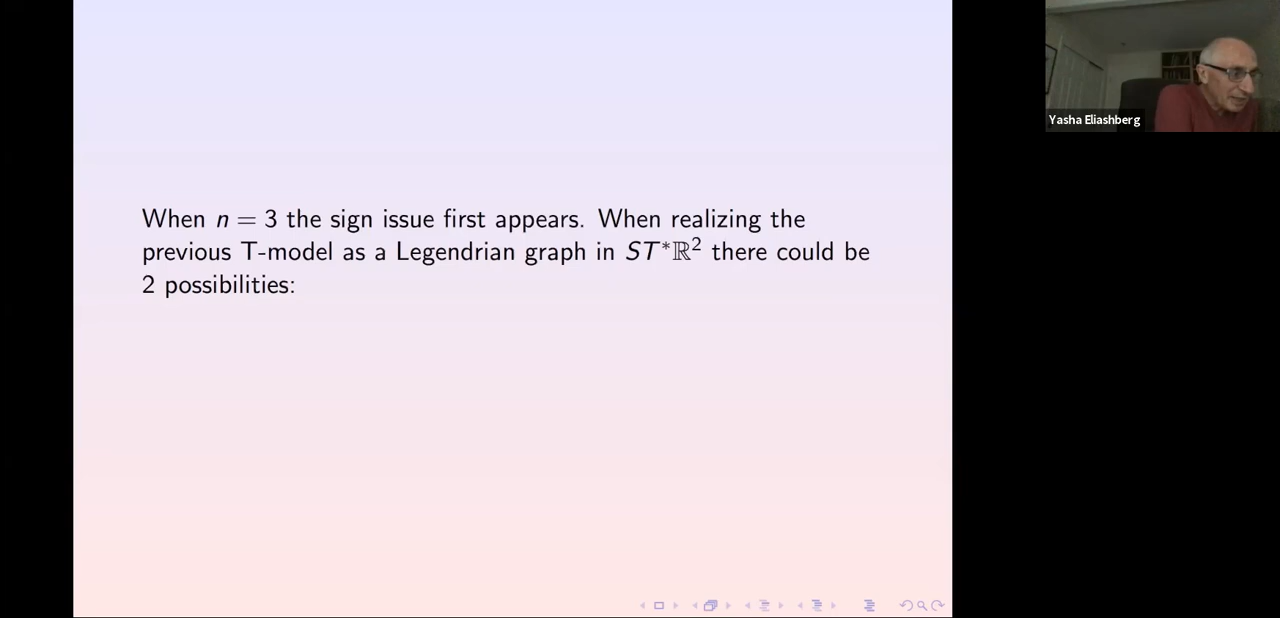 When n = 3 the sign issue first appears. When realizing the
previous T-model as a Legendrian graph in ST*ℝ² there could be
2 possibilities:
Yasha Eliashberg